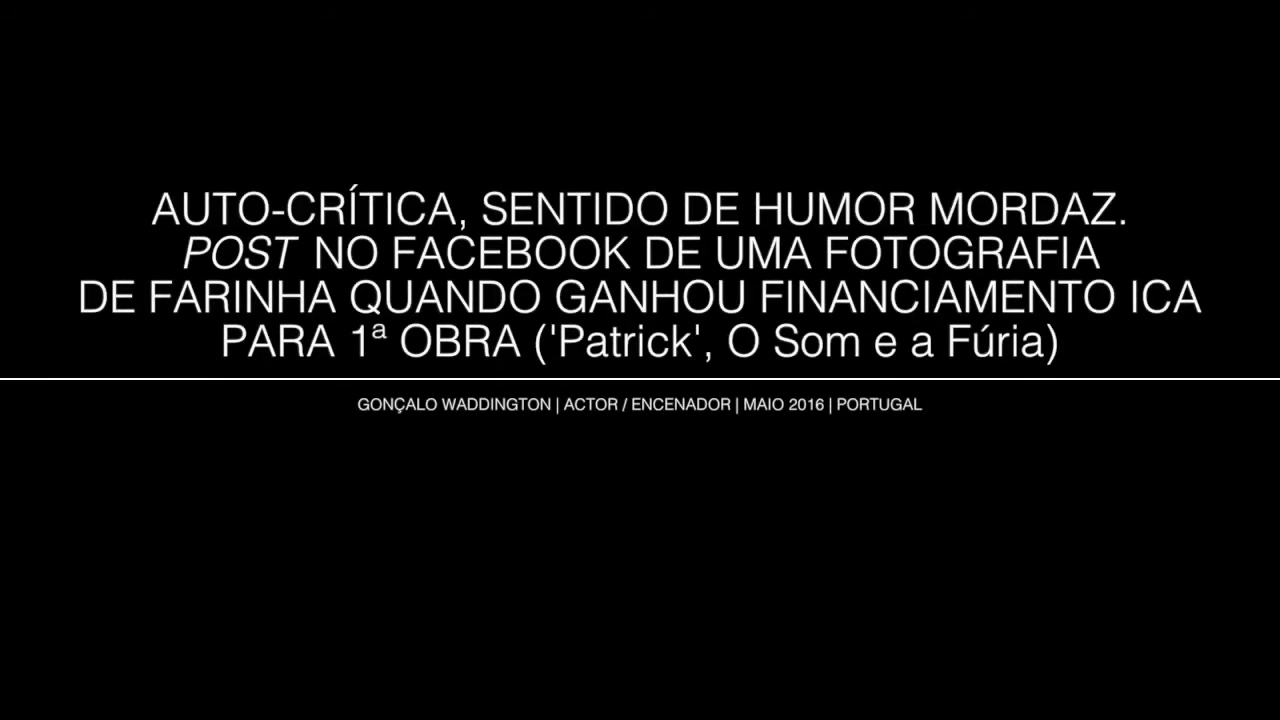 AUTO-CRÍTICA, SENTIDO DE HUMOR MORDAZ.
POST NO FACEBOOK DE UMA FOTOGRAFIA
DE FARINHA QUANDO GANHOU FINANCIAMENTO ICA
PARA 1ª OBRA ('Patrick', O Som e a Fúria)
GONÇALO WADDINGTON | ACTOR / ENCENADOR | MAIO 2016 | PORTUGAL